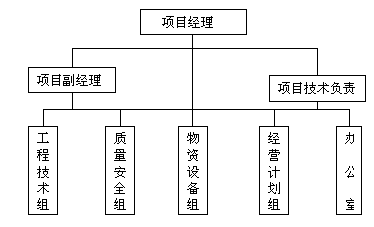 项目经理
项目副经理
项目技术负责
工程技术组
质量安全组
物资设备组
经营计划组
办公室